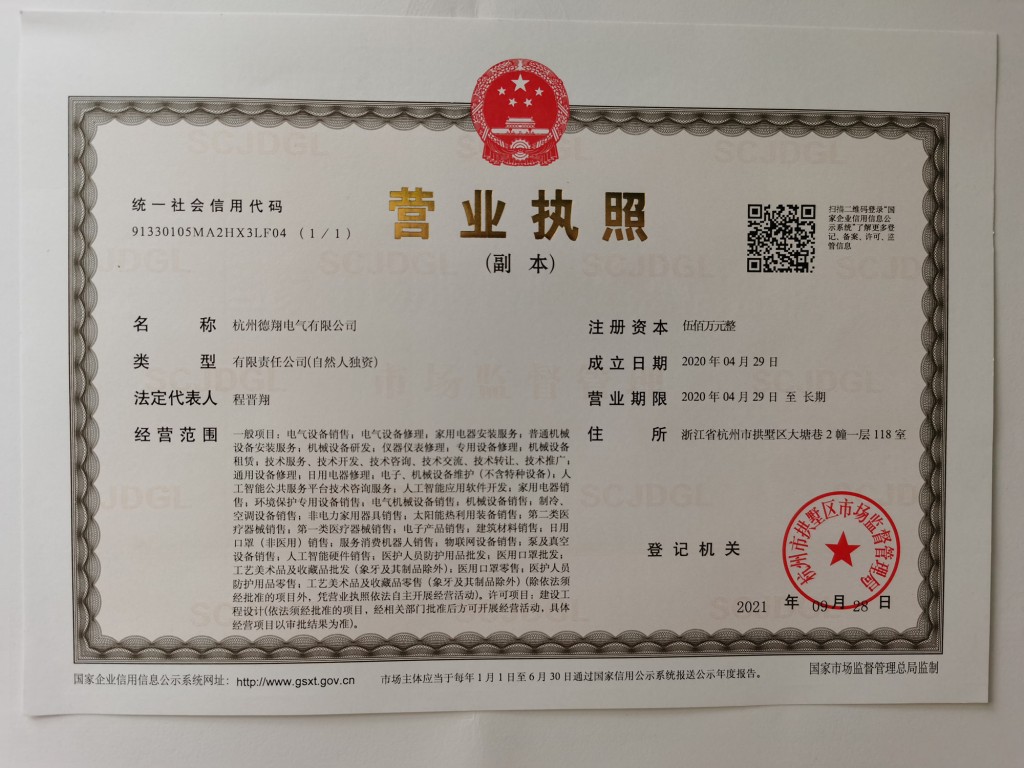 统一社会信用代码
91330105MA2HX3LF04 （1/1）
营业执照
（副 本）
扫描二维码登录“国
家企业信用信息公
示系统”了解更多登
记、备案、许可、监
管信息
名 称 杭州德翔电气有限公司
类 型 有限责任公司(自然人独资)
法定代表人 程晋翔
经营范围 一般项目：电气设备销售；电气设备修理；家用电器安装服务；普通机械
设备安装服务；机械设备研发；仪器仪表修理；专用设备修理；机械设备
租赁；技术服务、技术开发、技术咨询、技术交流、技术转让、技术推广；
通用设备修理；日用电器修理；电子、机械设备维护（不含特种设备）；人
工智能公共服务平台技术咨询服务；人工智能应用软件开发；家用电器销
售；环境保护专用设备销售；电气机械设备销售；机械设备销售；制冷、
空调设备销售；非电力家用器具销售；太阳能热利用装备销售；第二类医
疗器械销售；第一类医疗器械销售；电子产品销售；建筑材料销售；日用
口罩（非医用）销售；服务消费机器人销售；物联网设备销售；泵及真空
设备销售；人工智能硬件销售；医护人员防护用品批发；医用口罩批发；
工艺美术品及收藏品批发（象牙及其制品除外）；医用口罩零售；医护人员
防护用品零售；工艺美术品及收藏品零售（象牙及其制品除外）(除依法须
经批准的项目外，凭营业执照依法自主开展经营活动)。许可项目：建设工
程设计(依法须经批准的项目，经相关部门批准后方可开展经营活动，具体
经营项目以审批结果为准)。
注册资本 伍佰万元整
成立日期 2020年04月29日
营业期限 2020年04月29日 至 长期
住 所 浙江省杭州市拱墅区大塘巷2幢一层118室
登记机关
杭州市拱墅区市场监督管理局
2021 年 09 月 28 日
国家企业信用信息公示系统网址：http://www.gsxt.gov.cn
市场主体应当于每年1月1日至6月30日通过国家信用公示系统报送公示年度报告。
国家市场监督管理总局监制
SCJDGL